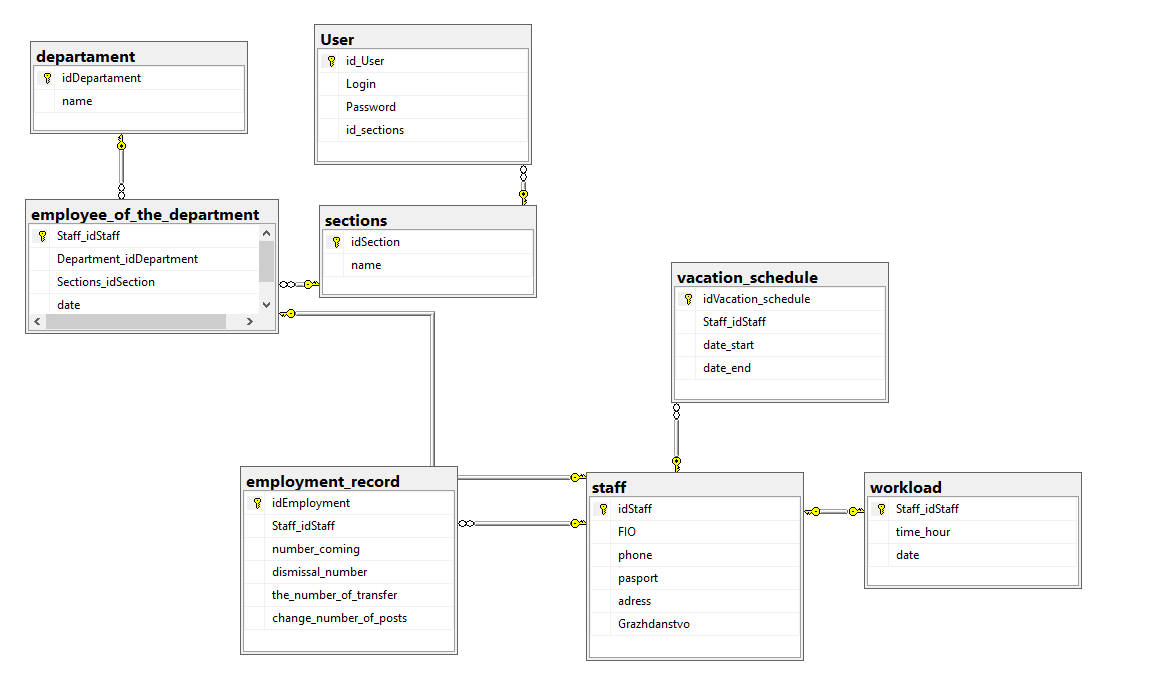 departament
idDepartament
name
User
id_User
Login
Password
id_sections
employee_of_the_department
Staff_idStaff
Department_idDepartment
Sections_idSection
date
sections
idSection
name
vacation_schedule
idVacation_schedule
Staff_idStaff
date_start
date_end
employment_record
idEmployment
Staff_idStaff
number_coming
dismissal_number
the_number_of_transfer
change_number_of_posts
staff
idStaff
FIO
phone
pasport
adress
Grazhdanstvo
workload
Staff_idStaff
time_hour
date